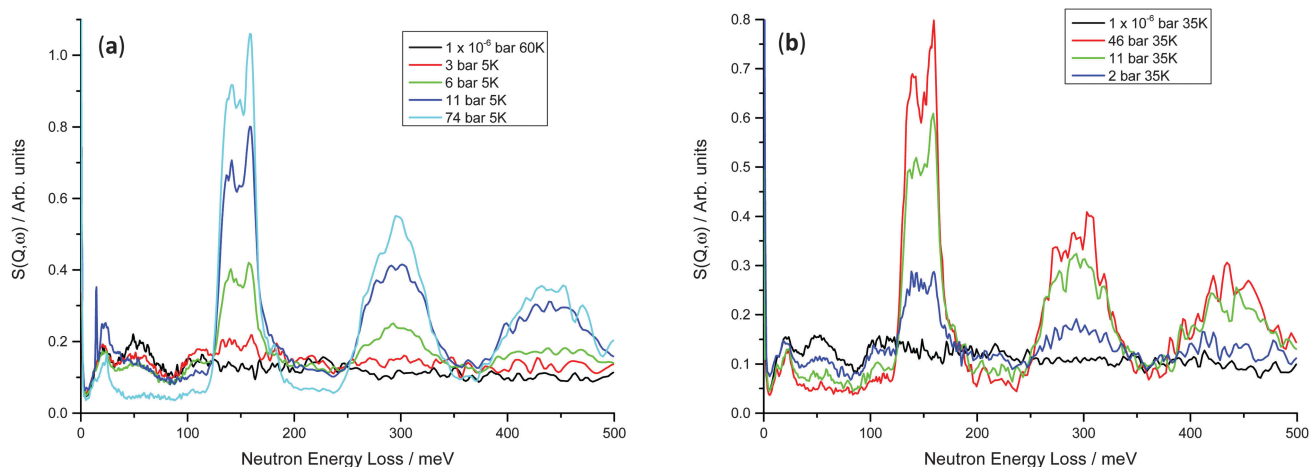 (a)
1 x 10⁻⁶ bar 60K
3 bar 5K
6 bar 5K
11 bar 5K
74 bar 5K
S(Q,ω) / Arb. units
1.0
0.8
0.6
0.4
0.2
0.0
0 100 200 300 400 500
Neutron Energy Loss / meV
(b)
1 x 10⁻⁶ bar 35K
46 bar 35K
11 bar 35K
2 bar 35K
S(Q,ω) / Arb. units
0.8
0.7
0.6
0.5
0.4
0.3
0.2
0.1
0.0
0 100 200 300 400 500
Neutron Energy Loss / meV